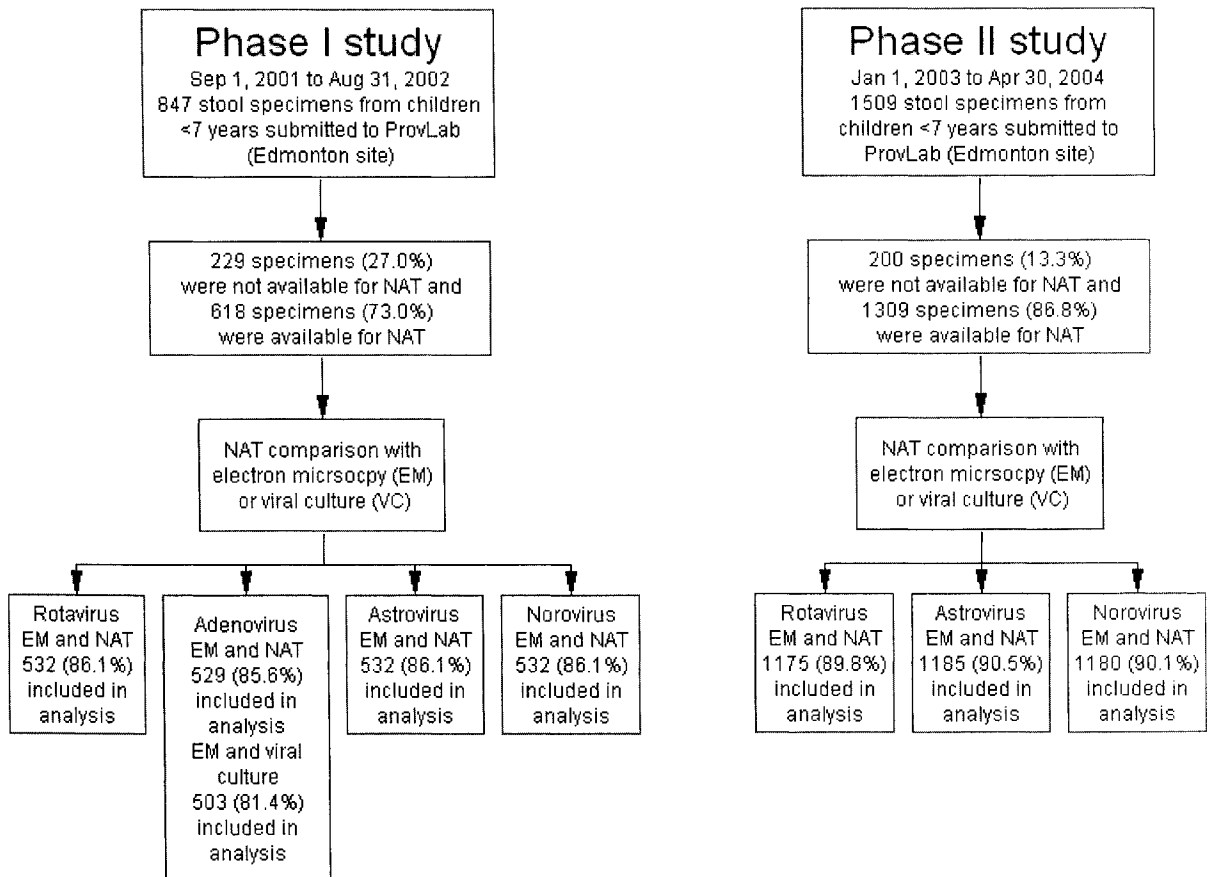 Phase I study
Sep 1, 2001 to Aug 31, 2002
847 stool specimens from children
<7 years submitted to ProvLab
(Edmonton site)
229 specimens (27.0%)
were not available for NAT and
618 specimens (73.0%)
were available for NAT
NAT comparison with
electron micrsocpy (EM)
or viral culture (VC)
Rotavirus
EM and NAT
532 (86.1%)
included in
analysis
Adenovirus
EM and NAT
529 (85.6%)
included in
analysis
EM and viral
culture
503 (81.4%)
included in
analysis
Astrovirus
EM and NAT
532 (86.1%)
included in
analysis
Norovirus
EM and NAT
532 (86.1%)
included in
analysis
Phase II study
Jan 1, 2003 to Apr 30, 2004
1509 stool specimens from
children <7 years submitted to
ProvLab (Edmonton site)
200 specimens (13.3%)
were not available for NAT and
1309 specimens (86.8%)
were available for NAT
NAT comparison with
electron micrsocpy (EM)
or viral culture (VC)
Rotavirus
EM and NAT
1175 (89.8%)
included in
analysis
Astrovirus
EM and NAT
1185 (90.5%)
included in
analysis
Norovirus
EM and NAT
1180 (90.1%)
included in
analysis